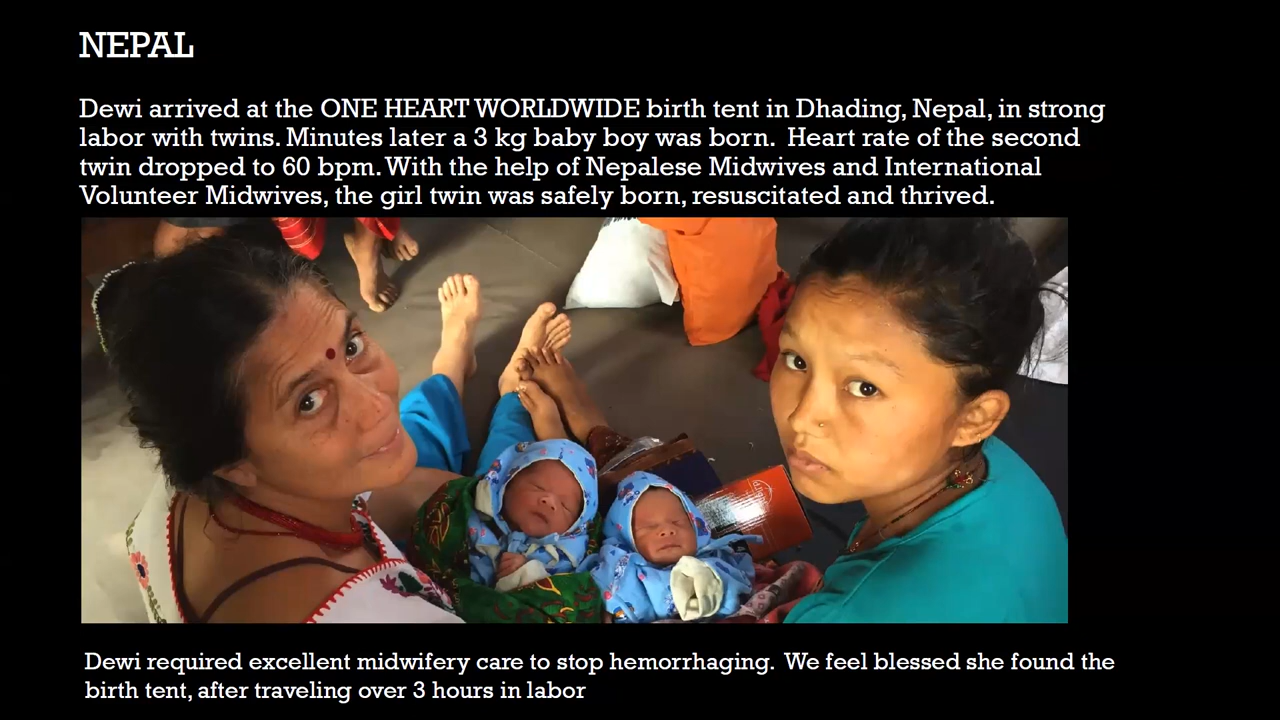 NEPAL
Dewi arrived at the ONE HEART WORLDWIDE birth tent in Dhading, Nepal, in strong
labor with twins. Minutes later a 3 kg baby boy was born. Heart rate of the second
twin dropped to 60 bpm. With the help of Nepalese Midwives and International
Volunteer Midwives, the girl twin was safely born, resuscitated and thrived.
Dewi required excellent midwifery care to stop hemorrhaging. We feel blessed she found the
birth tent, after traveling over 3 hours in labor